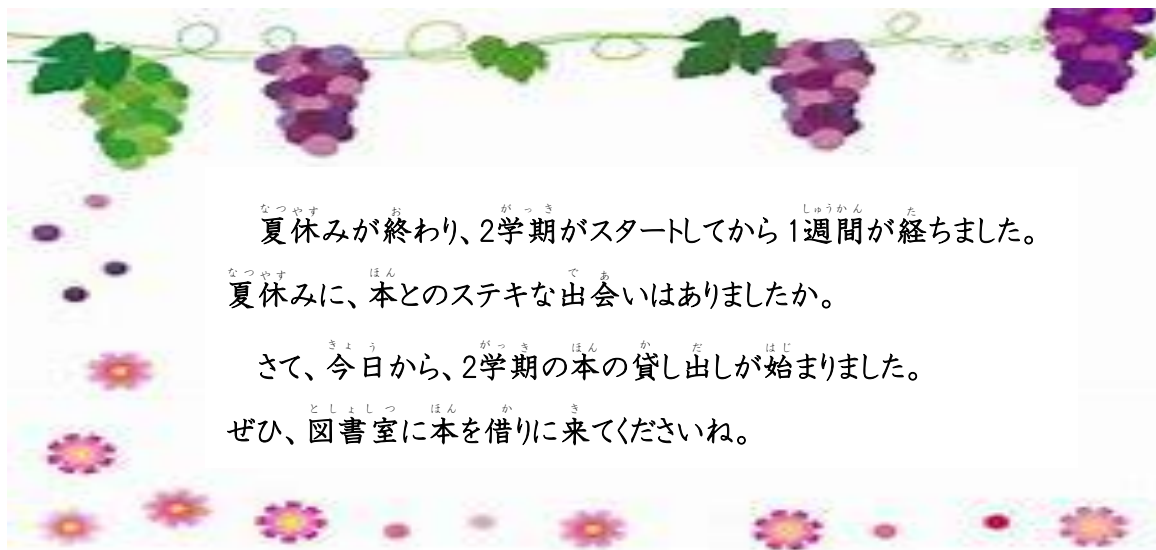 夏休みが終わり、2学期がスタートしてから1週間が経ちました。
夏休みに、本とのステキな出会いはありましたか。
さて、今日から、2学期の本の貸し出しが始まりました。
ぜひ、図書室に本を借りに来てくださいね。